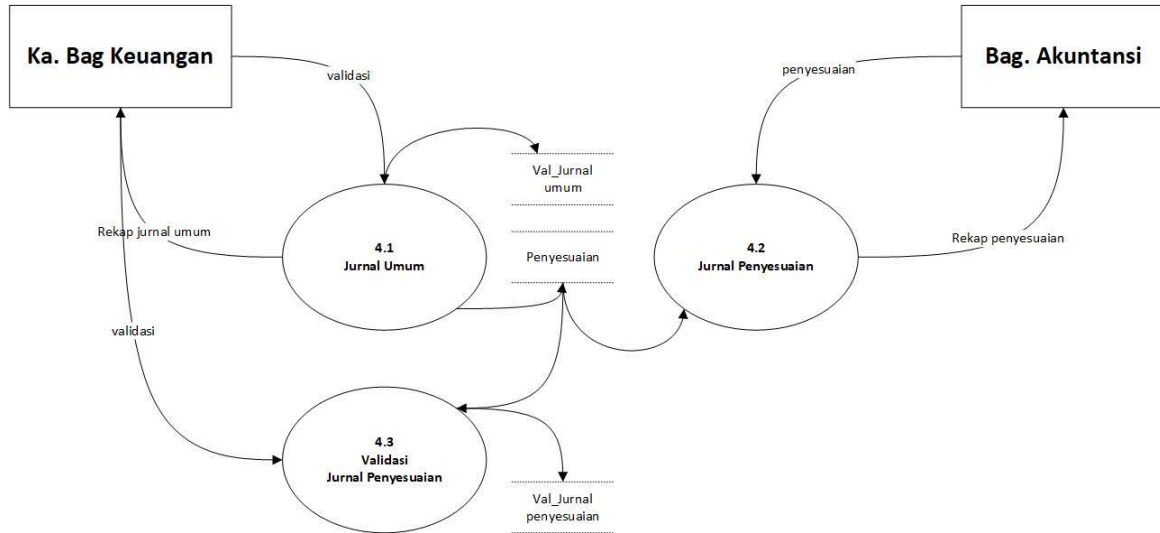 Ka. Bag Keuangan
Bag. Akuntansi
validasi
penyesuaian
Val_Jurnal
umum
Rekap jurnal umum
4.1
Jurnal Umum
Penyesuaian
4.2
Jurnal Penyesuaian
Rekap penyesuaian
validasi
4.3
Validasi
Jurnal Penyesuaian
Val_Jurnal
penyesuaian